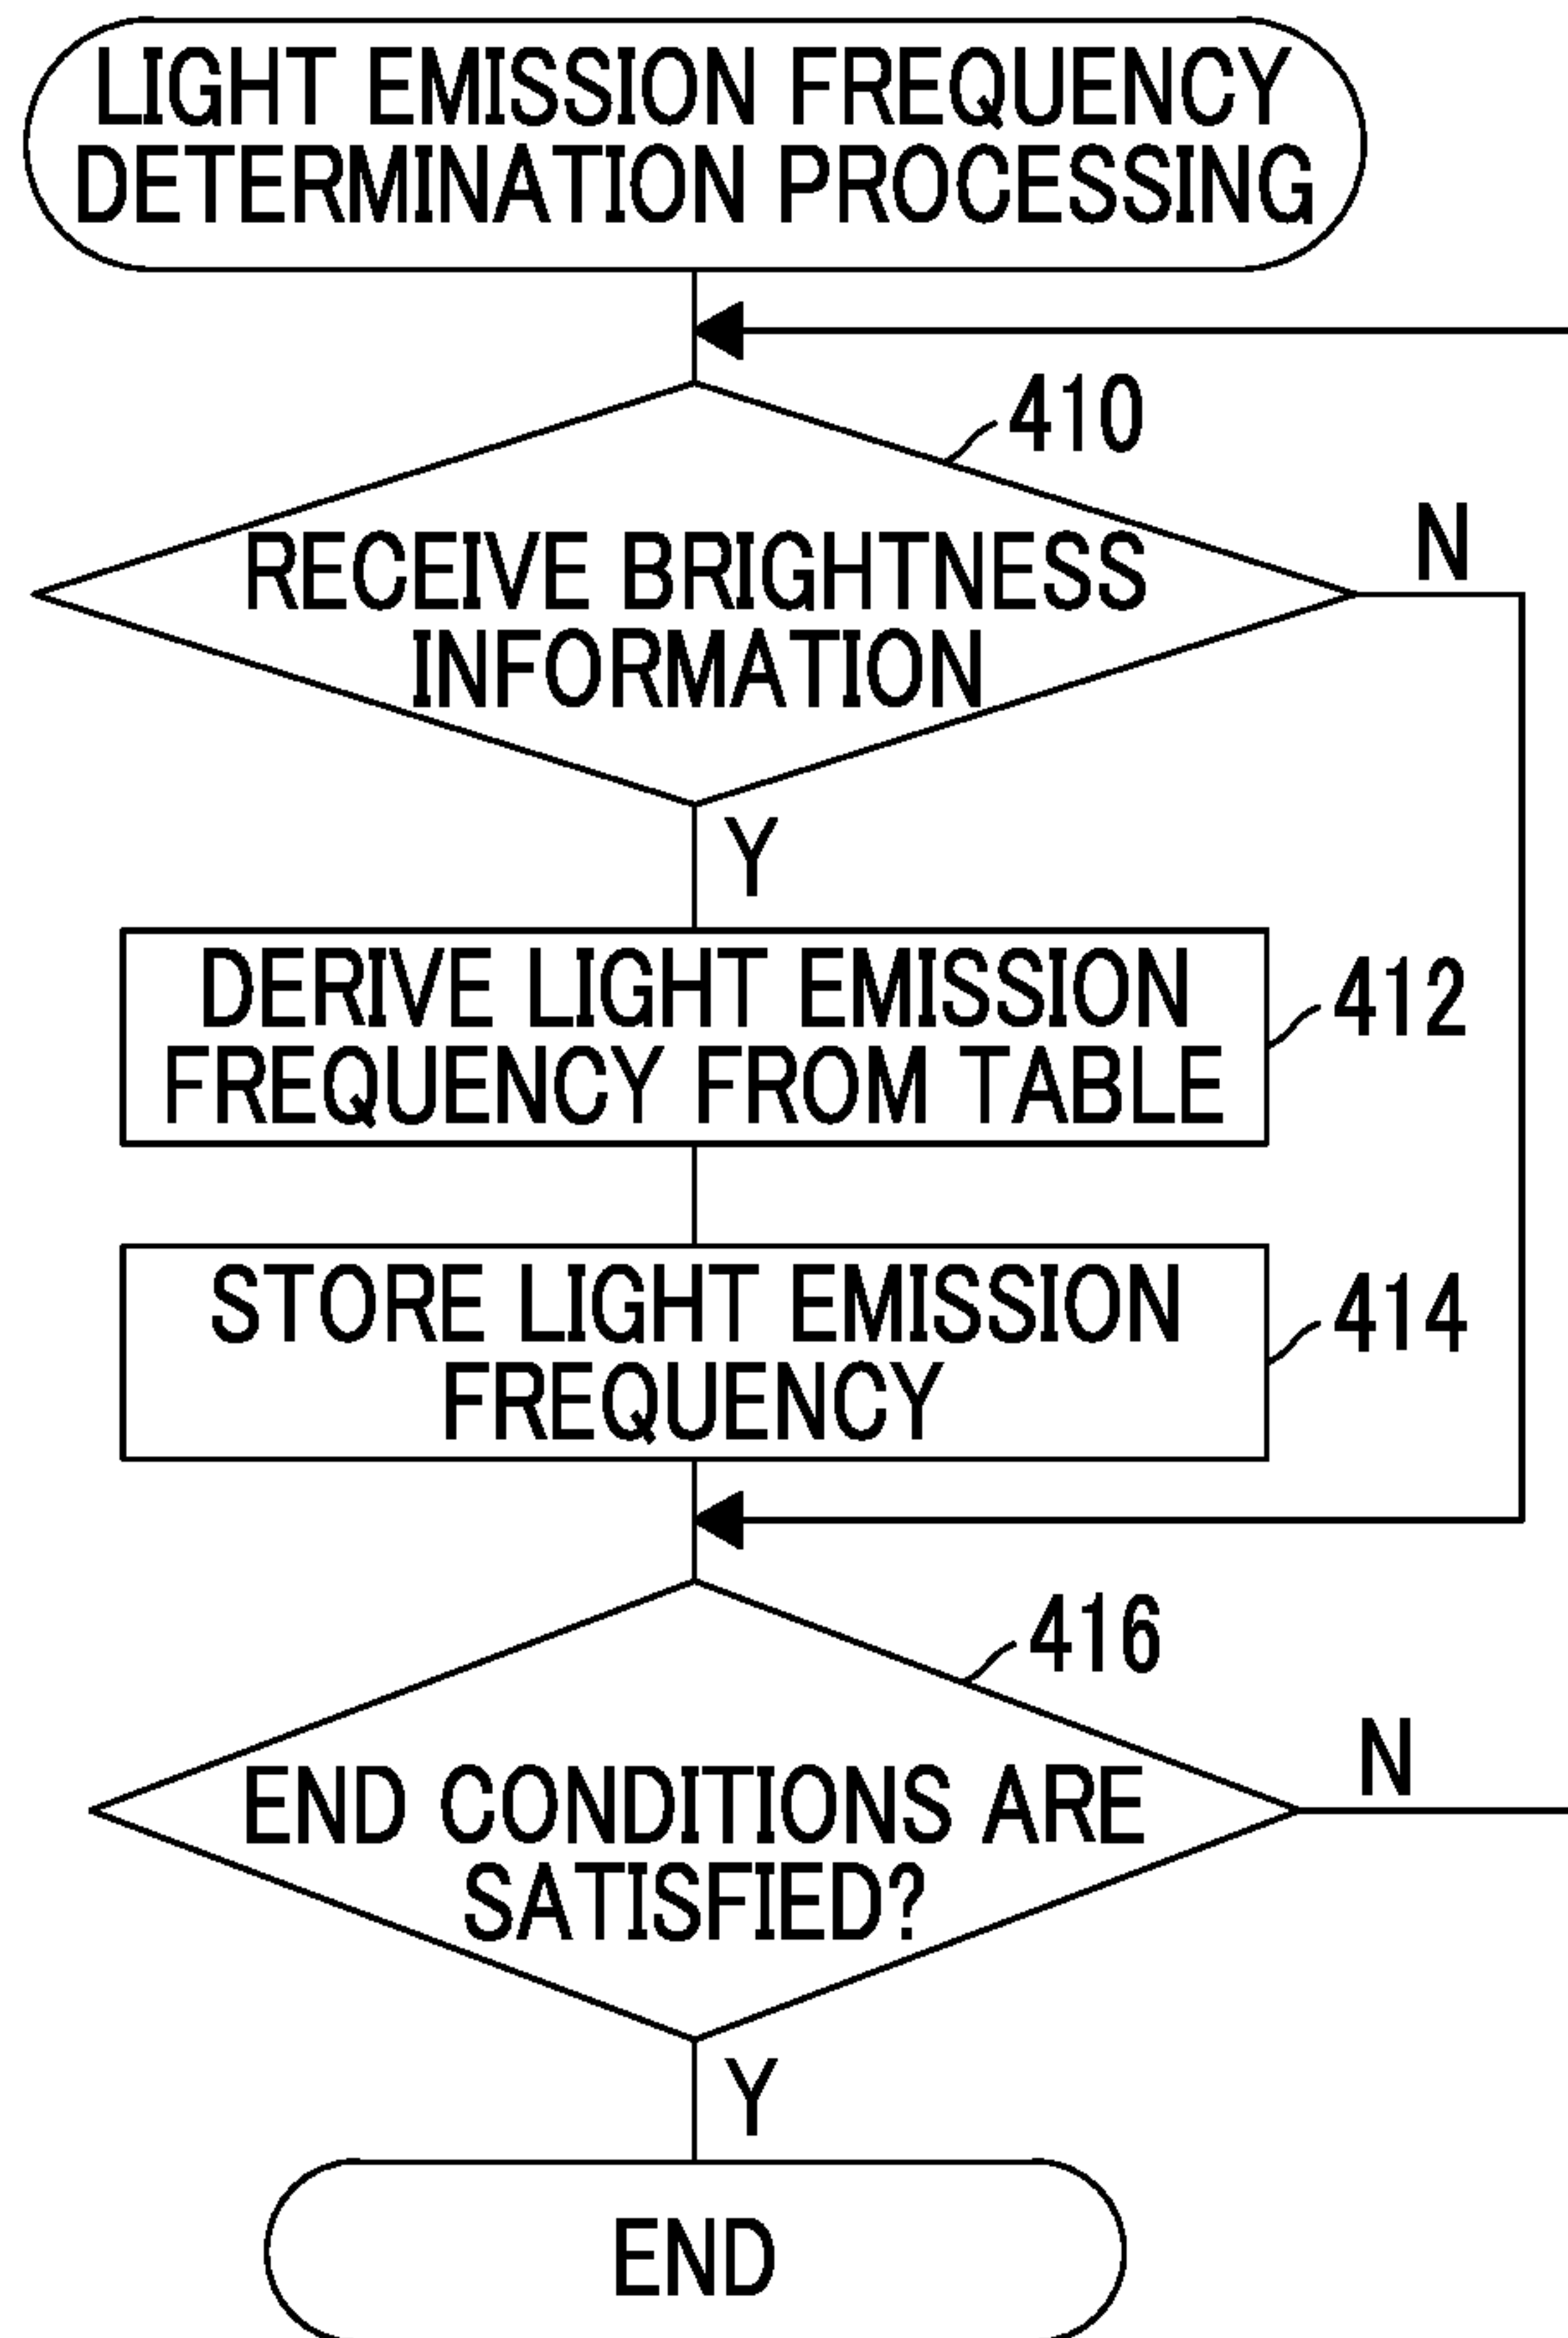 LIGHT EMISSION FREQUENCY
DETERMINATION PROCESSING
410
N
RECEIVE BRIGHTNESS
INFORMATION
Y
DERIVE LIGHT EMISSION
FREQUENCY FROM TABLE
412
STORE LIGHT EMISSION
FREQUENCY
414
416
N
END CONDITIONS ARE
SATISFIED?
Y
END